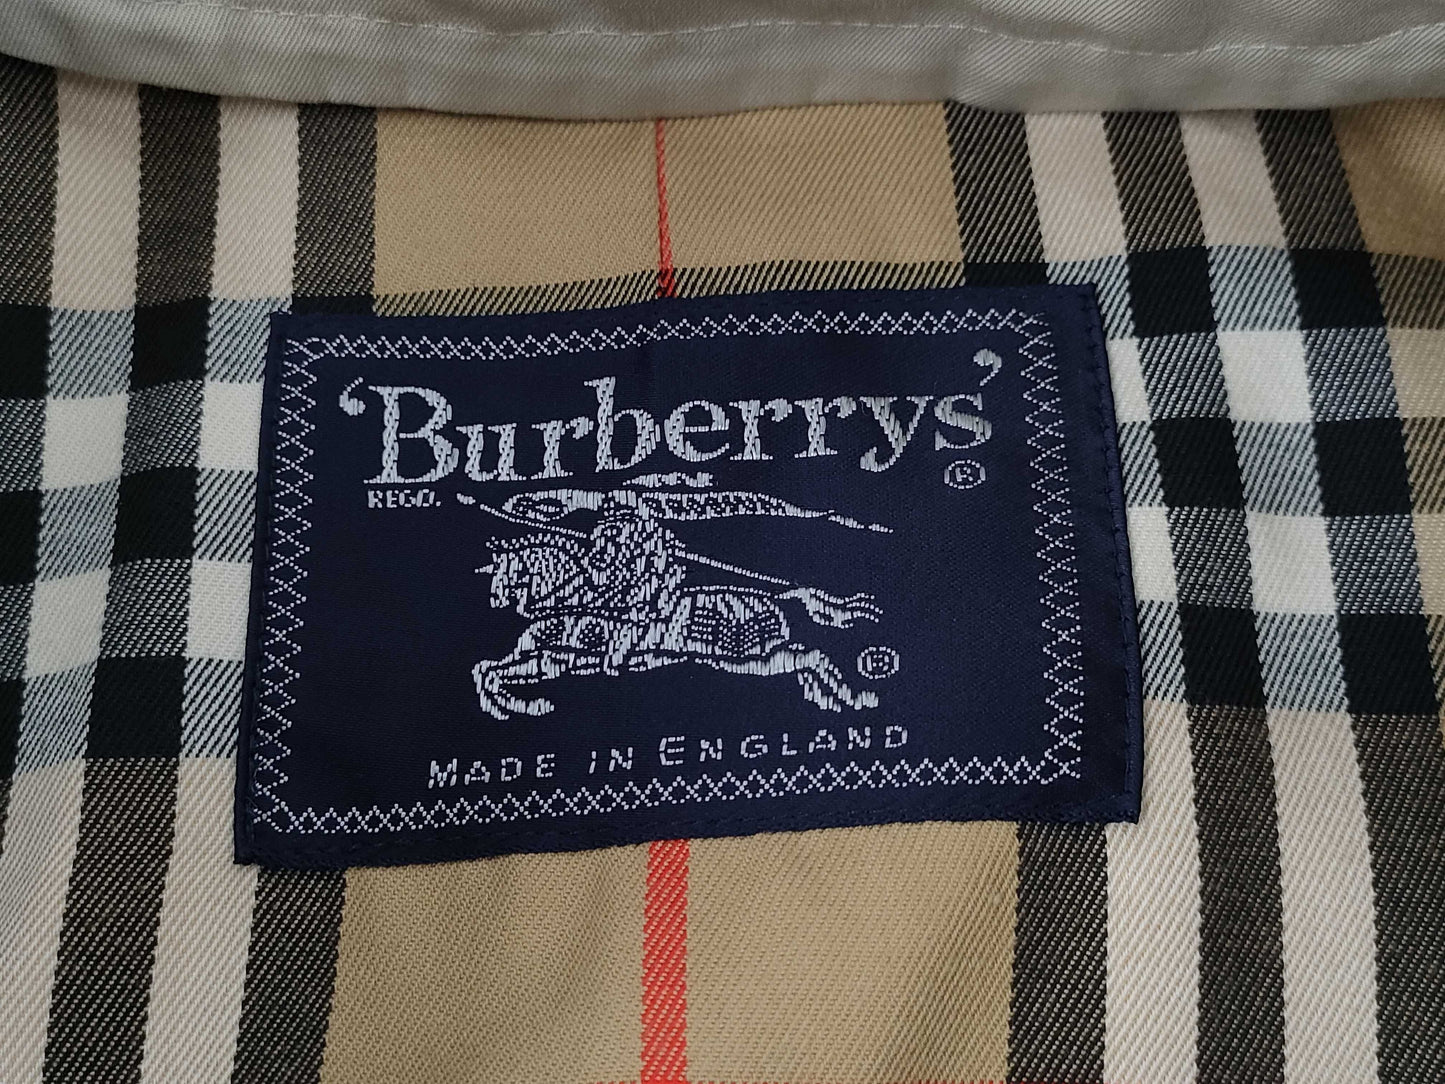 ‘Burberrys’
REGD. ®
®
MADE IN ENGLAND